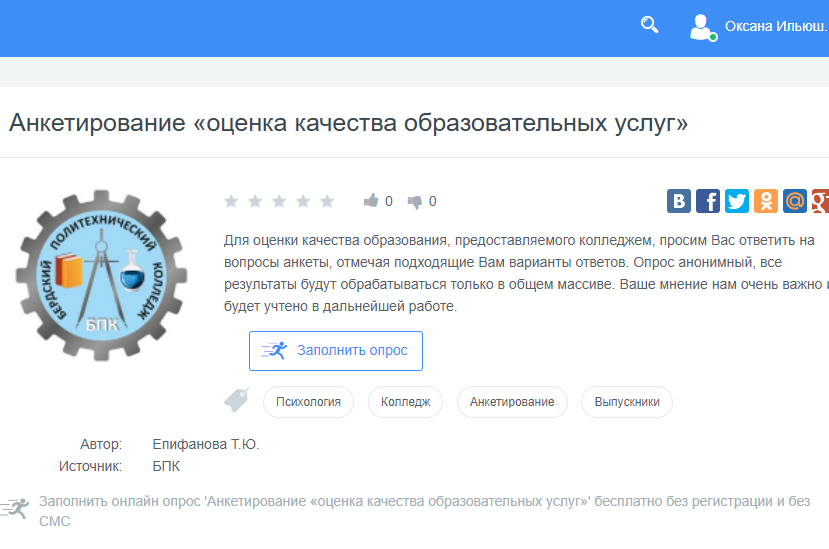 Оксана Ильюш.
Анкетирование «оценка качества образовательных услуг»
БЕРДСКИЙ ПОЛИТЕХНИЧЕСКИЙ КОЛЛЕДЖ
БПК
0 0
Для оценки качества образования, предоставляемого колледжем, просим Вас ответить на
вопросы анкеты, отмечая подходящие Вам варианты ответов. Опрос анонимный, все
результаты будут обрабатываться только в общем массиве. Ваше мнение нам очень важно и
будет учтено в дальнейшей работе.
Заполнить опрос
Психология Колледж Анкетирование Выпускники
Автор: Епифанова Т.Ю.
Источник: БПК
Заполнить онлайн опрос 'Анкетирование «оценка качества образовательных услуг»' бесплатно без регистрации и без
СМС